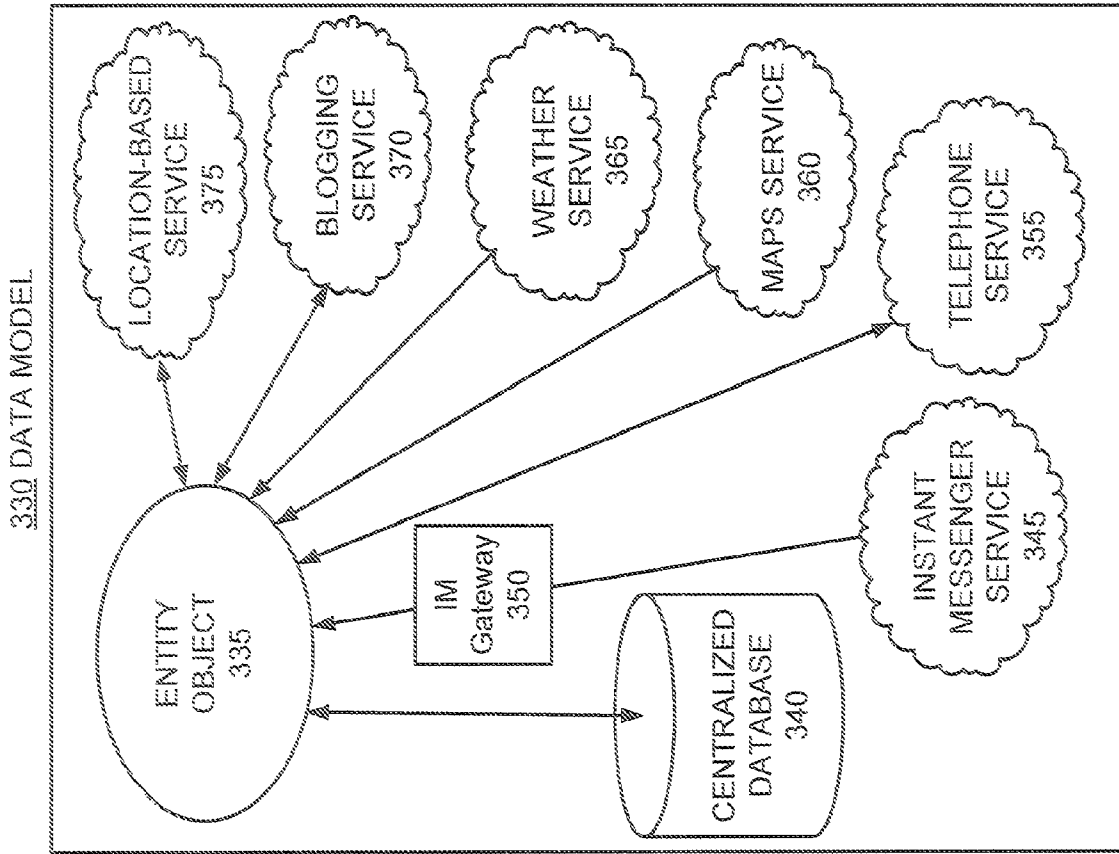 330 DATA MODEL
ENTITY
OBJECT
335
LOCATION-BASED
SERVICE
375
BLOGGING
SERVICE
370
WEATHER
SERVICE
365
MAPS SERVICE
360
TELEPHONE
SERVICE
355
IM
Gateway
350
INSTANT
MESSENGER
SERVICE
345
CENTRALIZED
DATABASE
340